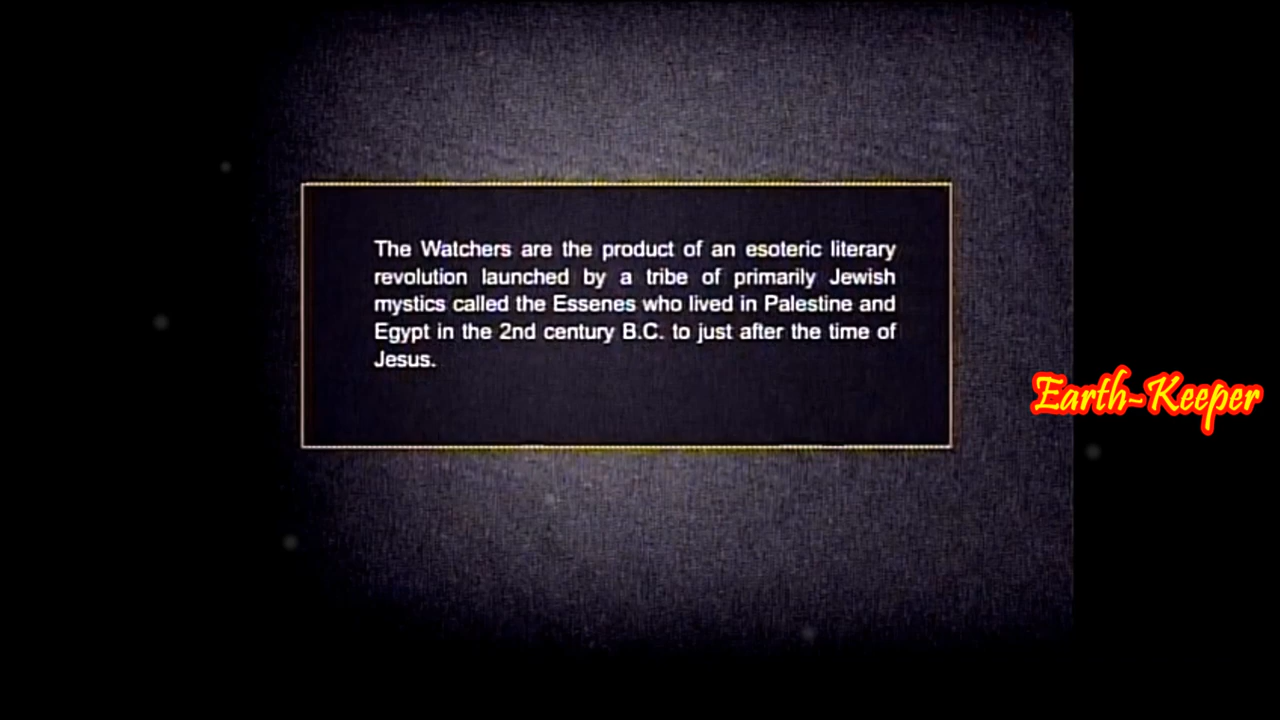 The Watchers are the product of an esoteric literary
revolution launched by a tribe of primarily Jewish
mystics called the Essenes who lived in Palestine and
Egypt in the 2nd century B.C. to just after the time of
Jesus.
Earth-Keeper